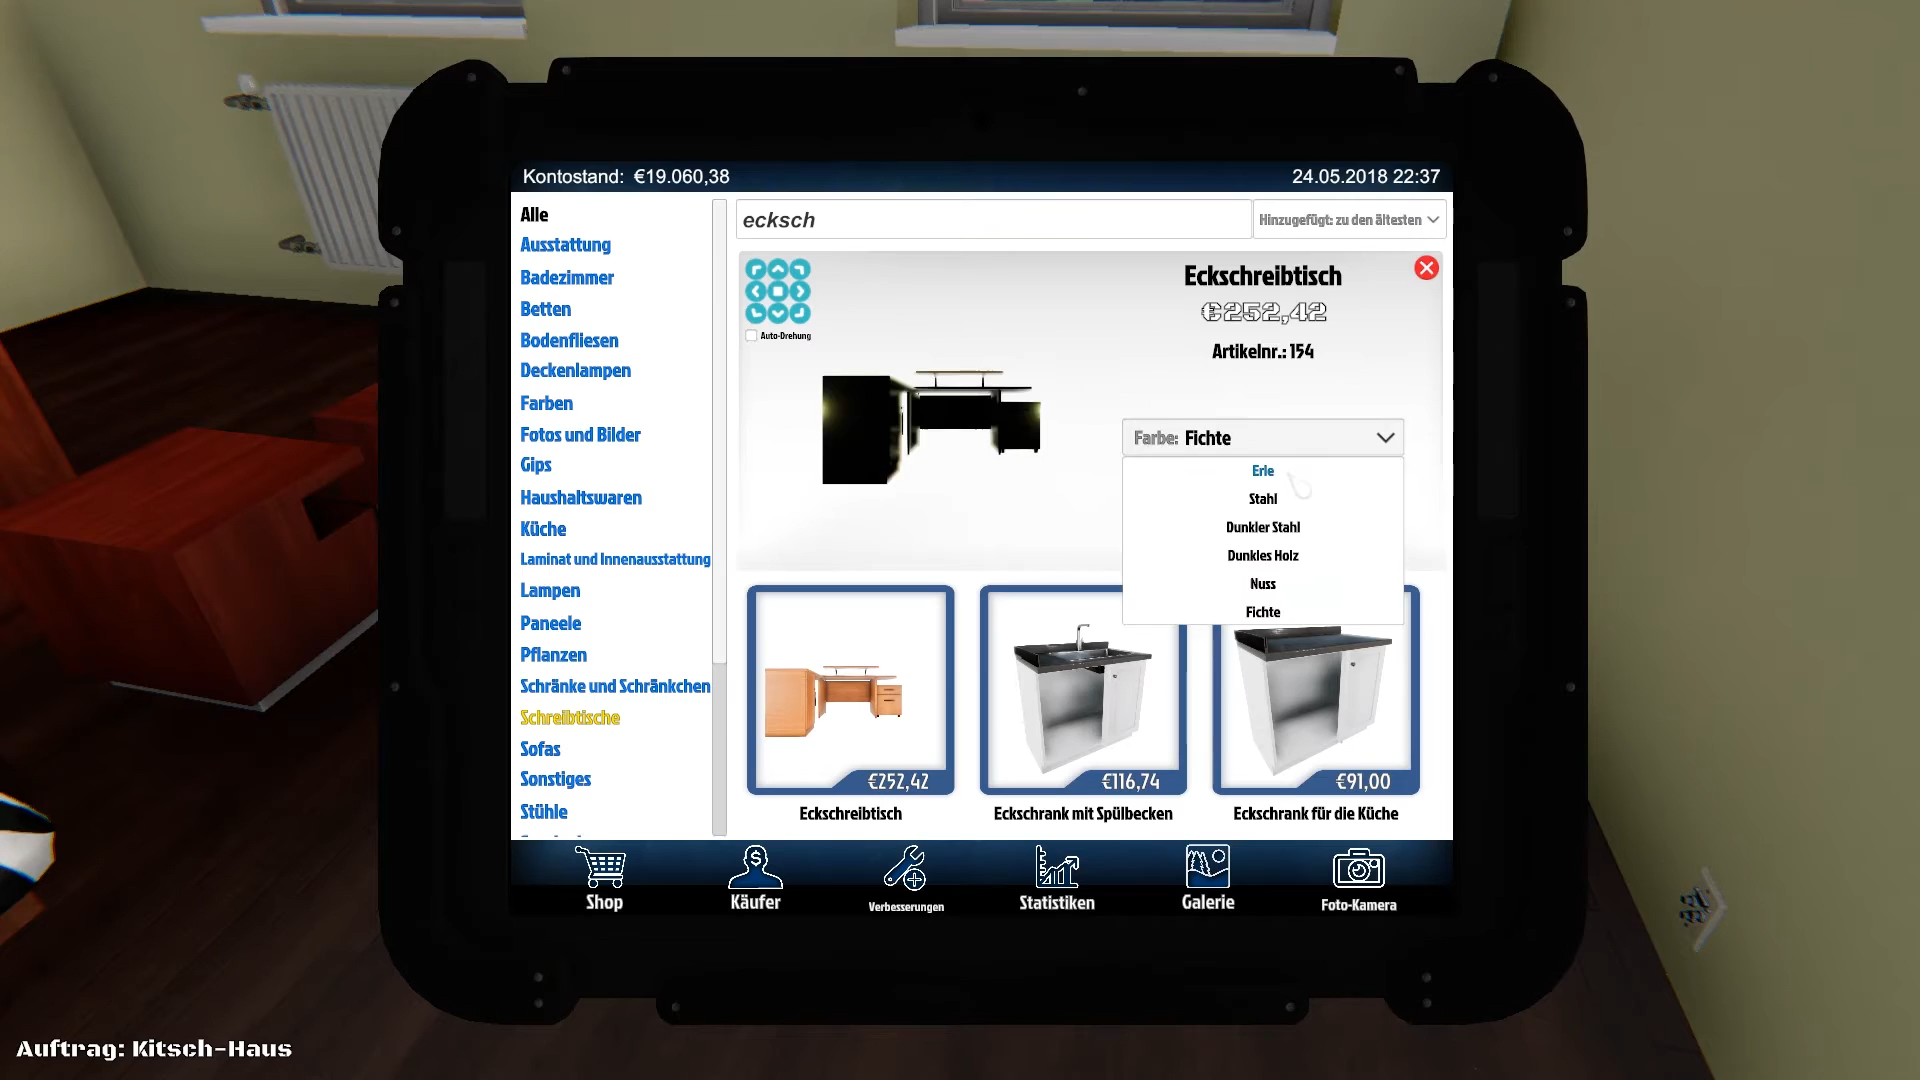 Kontostand: €19.060,38
24.05.2018 22:37
Alle
Ausstattung
Badezimmer
Betten
Bodenfliesen
Deckenlampen
Farben
Fotos und Bilder
Gips
Haushaltswaren
Küche
Laminat und Innenausstattung
Lampen
Paneele
Pflanzen
Schränke und Schränkchen
Schreibtische
Sofas
Sonstiges
Stühle
ecksch
Hinzugefügt: zu den ältesten
Auto-Drehung
Eckschreibtisch
€252,42
Artikelnr.: 154
Farbe: Fichte
Erle
Stahl
Dunkler Stahl
Dunkles Holz
Nuss
Fichte
€252,42
Eckschreibtisch
€116,74
Eckschrank mit Spülbecken
€91,00
Eckschrank für die Küche
Shop
Käufer
Verbesserungen
Statistiken
Galerie
Foto-Kamera
Auftrag: Kitsch-Haus